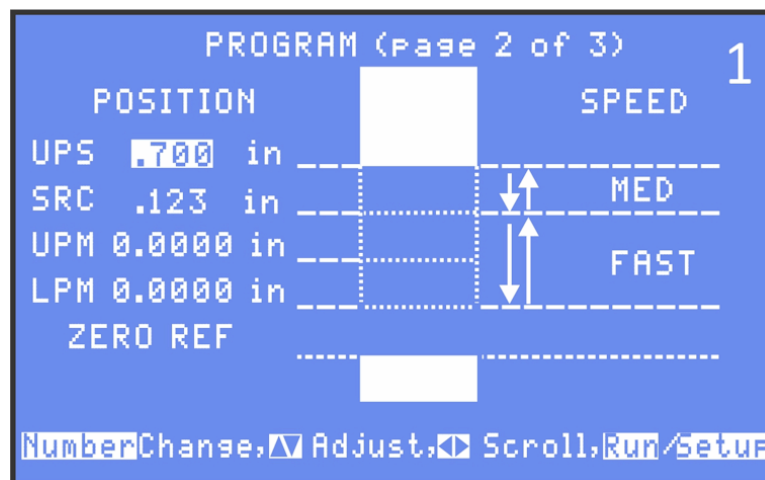 PROGRAM (page 2 of 3)
1
POSITION SPEED
UPS .700 in
SRC .123 in MED
UPM 0.0000 in
LPM 0.0000 in FAST
ZERO REF
NumberChange, Adjust, Scroll,Run/Setup